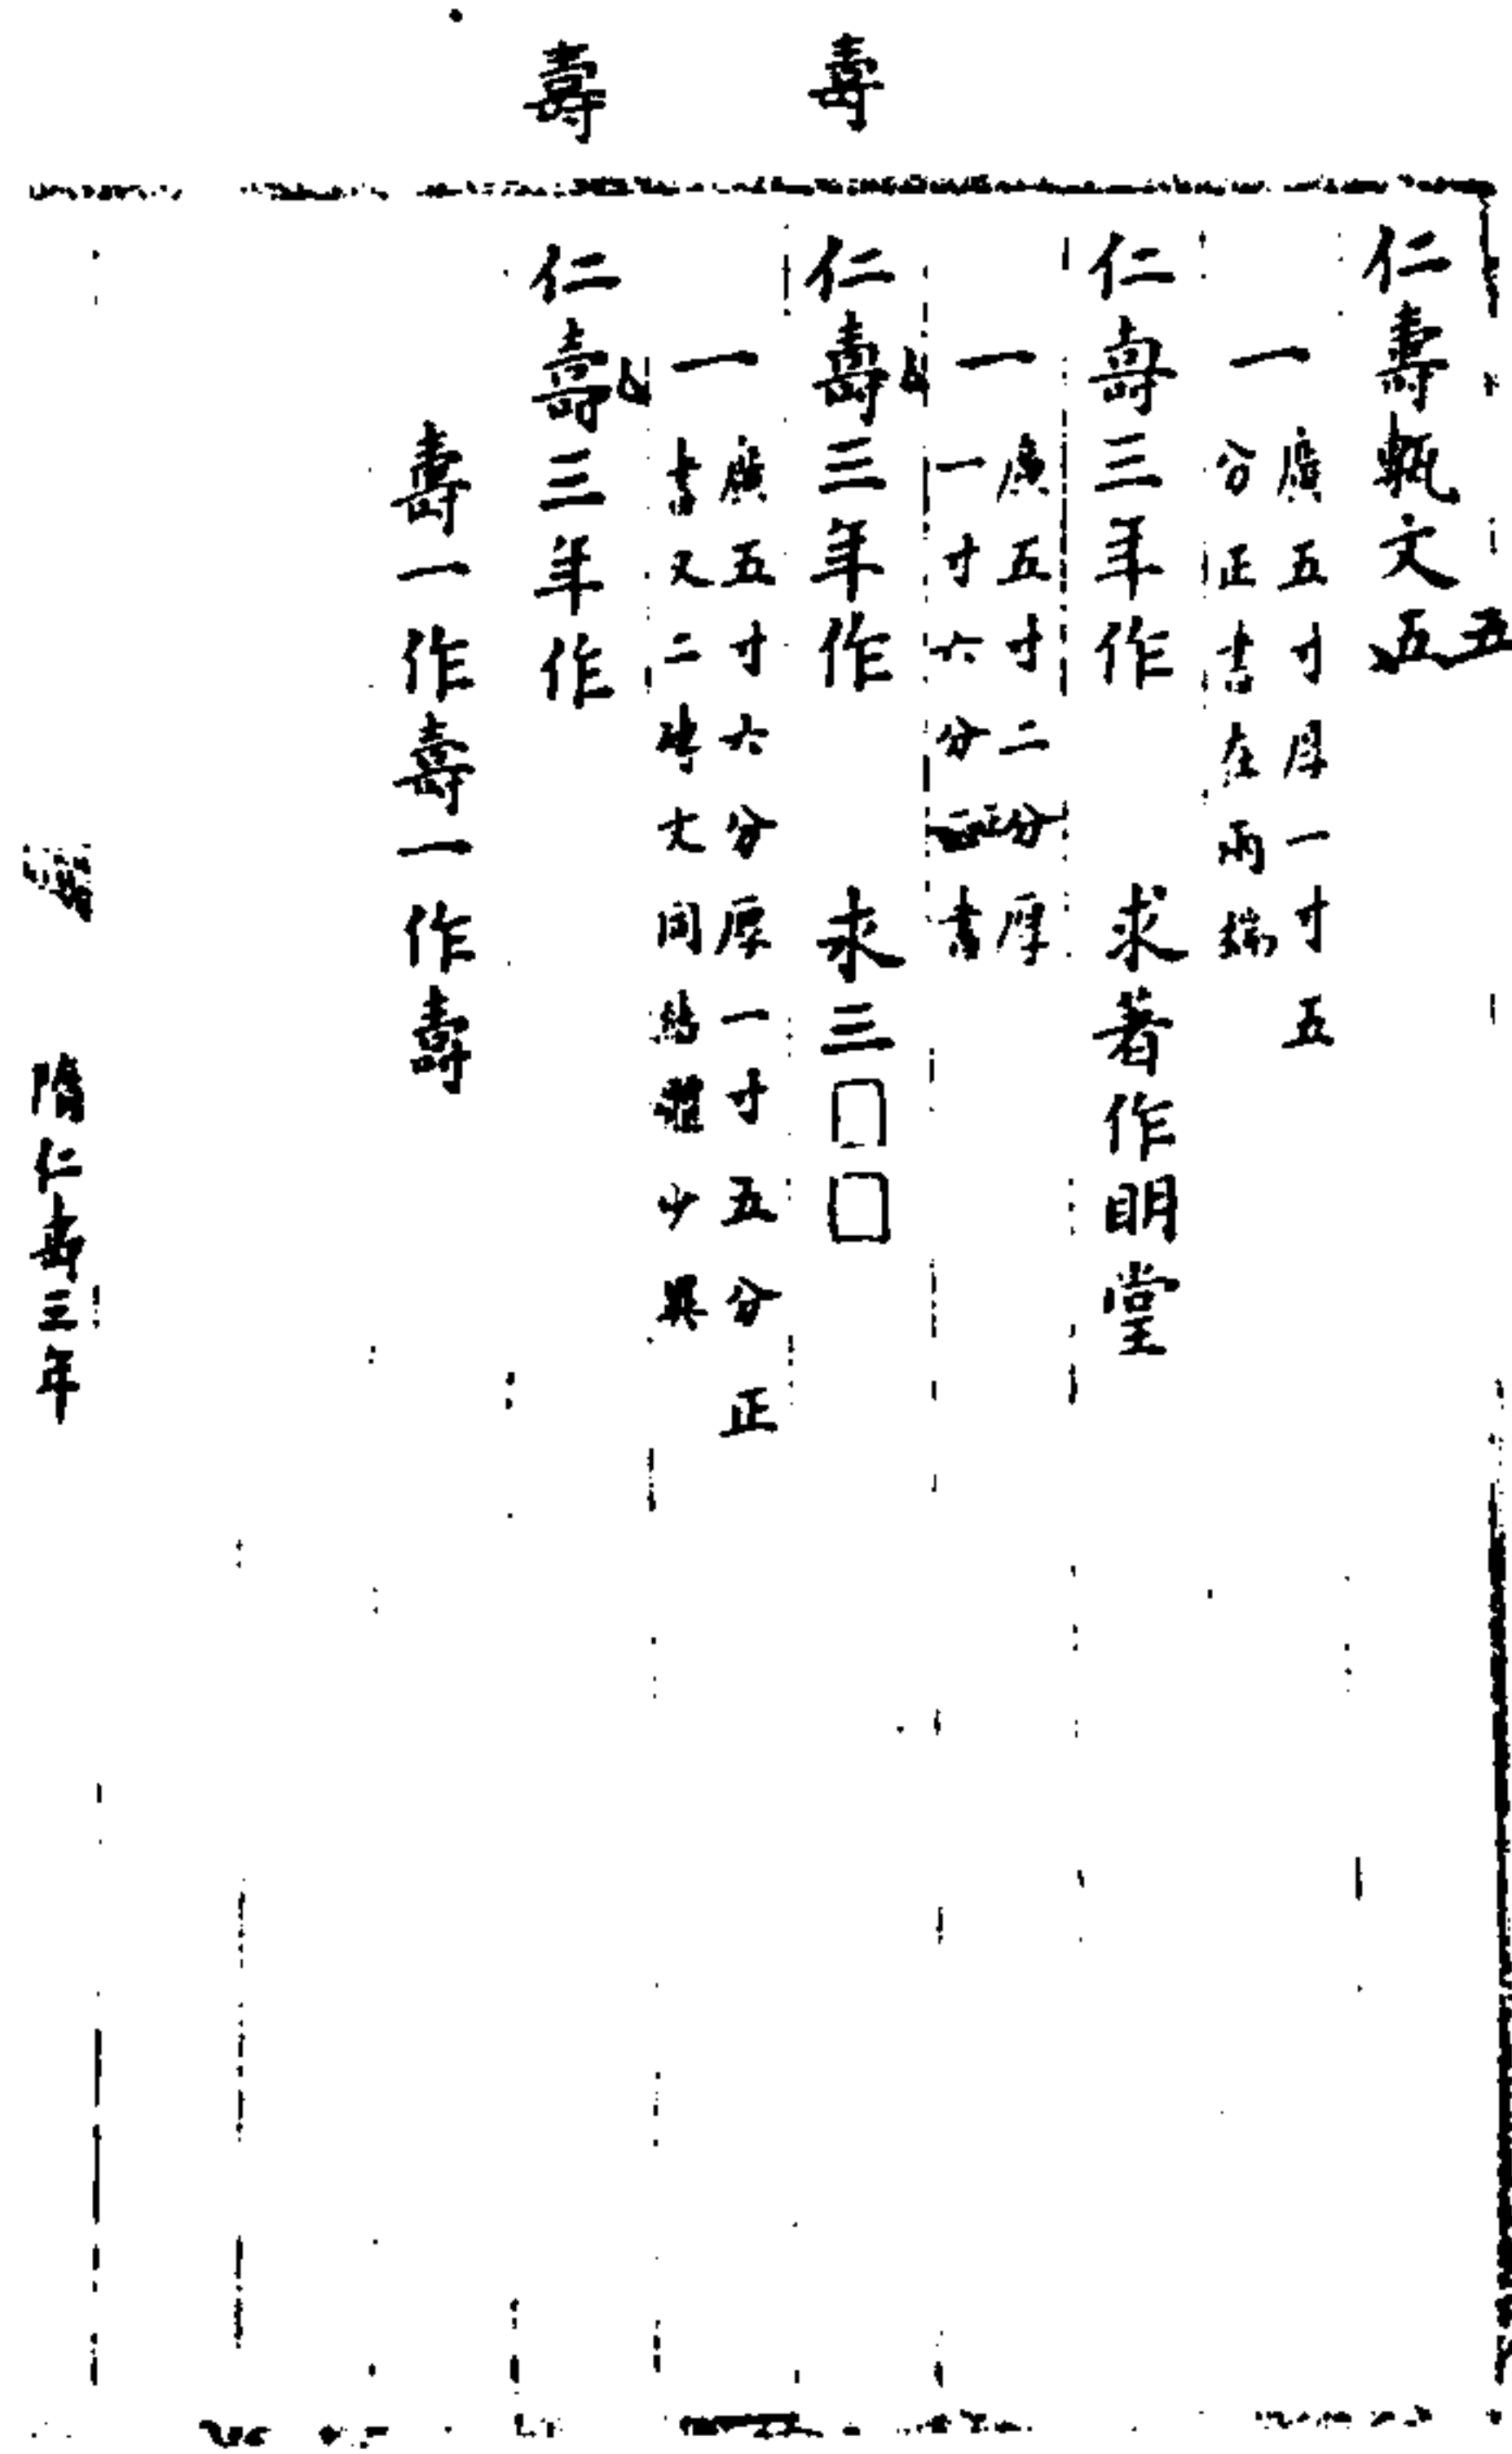 仁壽甎文五
五
一
廣五寸厚一寸五
分正書在兩端
仁壽三年作 求著作明堂
一
廣五寸二分厚
一寸六分書
仁壽三年作 永三□□
壽
一
廣五寸六分厚一寸五分正
書又二磚文同結體少異
仁壽三年作
壽
壽一作壽一作壽
隋仁壽三年